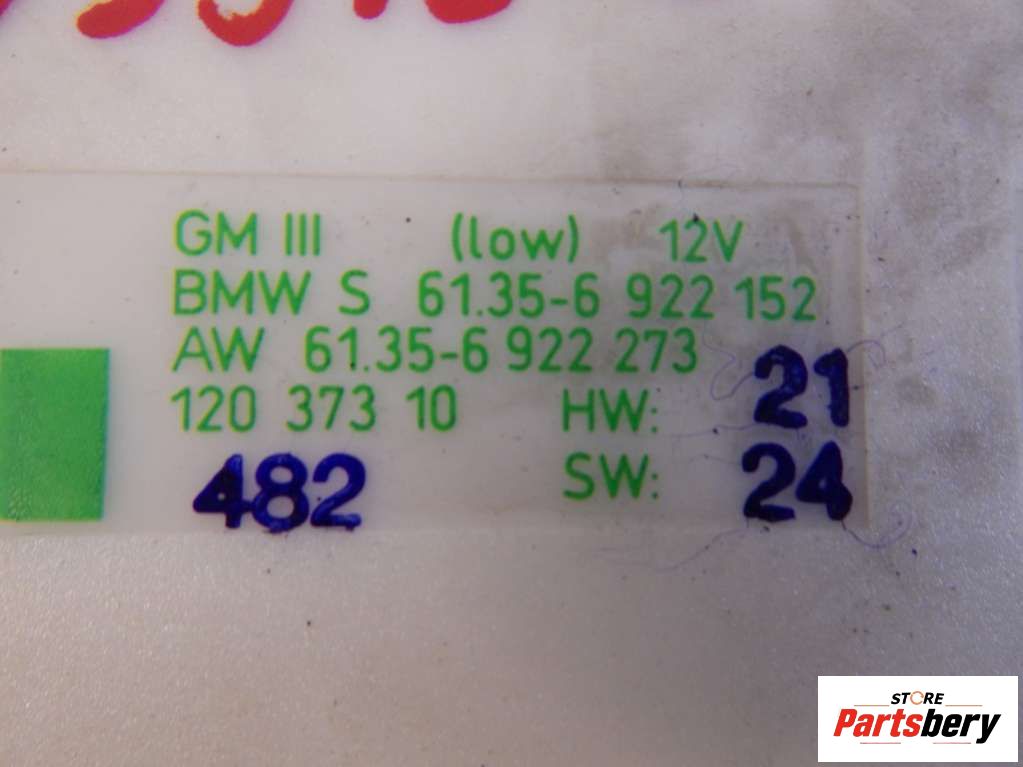 GM III (low) 12V
BMW S 61.35-6 922 152
AW 61.35-6 922 273
120 373 10 HW: 21
482 SW: 24
STORE
Partsbery